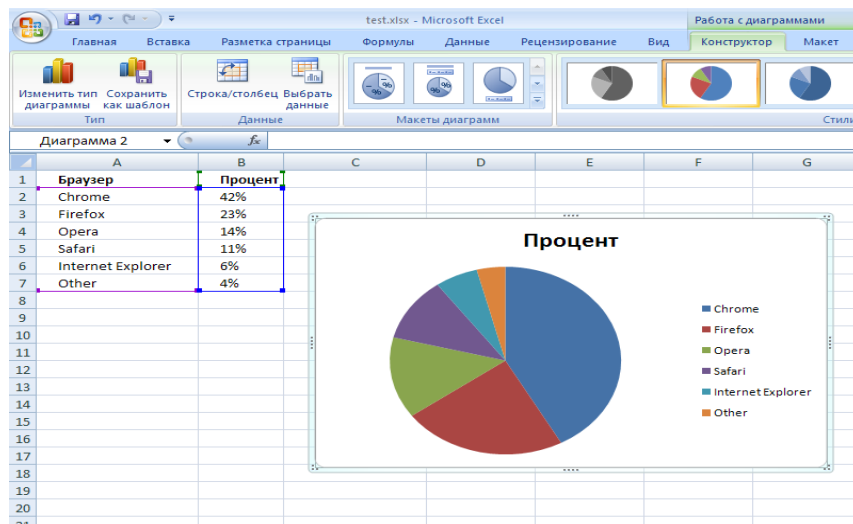 test.xlsx - Microsoft Excel
Работа с диаграммами
Главная Вставка Разметка страницы Формулы Данные Рецензирование Вид Конструктор Макет
Изменить тип диаграммы
Сохранить как шаблон
Строка/столбец
Выбрать данные
Тип Данные Макеты диаграмм Стили
Диаграмма 2 fx
A B C D E F G
1 Браузер Процент
2 Chrome 42%
3 Firefox 23%
4 Opera 14%
5 Safari 11%
6 Internet Explorer 6%
7 Other 4%
8
9
10
11
12
13
14
15
16
17
18
19
20
21
Процент
Chrome
Firefox
Opera
Safari
Internet Explorer
Other